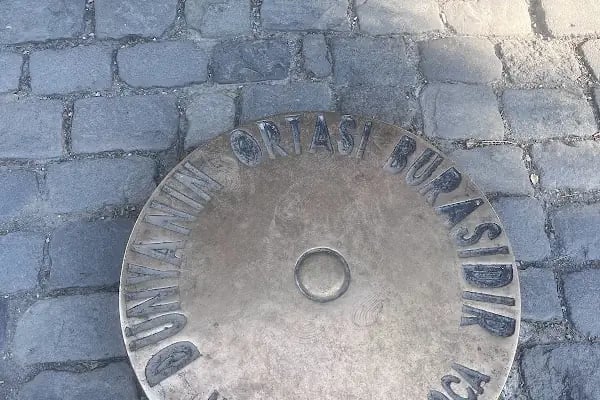 DÜNYANIN ORTASI BURASIDIR